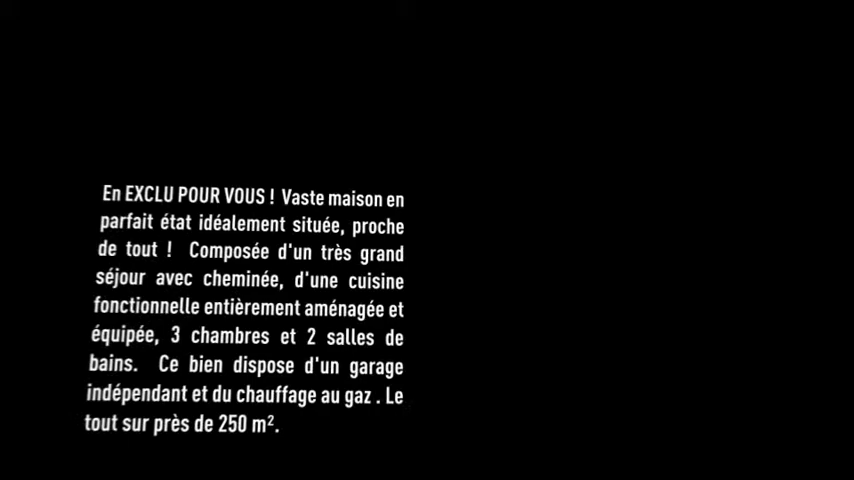 En EXCLU POUR VOUS ! Vaste maison en
parfait état idéalement située, proche
de tout ! Composée d'un très grand
séjour avec cheminée, d'une cuisine
fonctionnelle entièrement aménagée et
équipée, 3 chambres et 2 salles de
bains. Ce bien dispose d'un garage
indépendant et du chauffage au gaz . Le
tout sur près de 250 m².